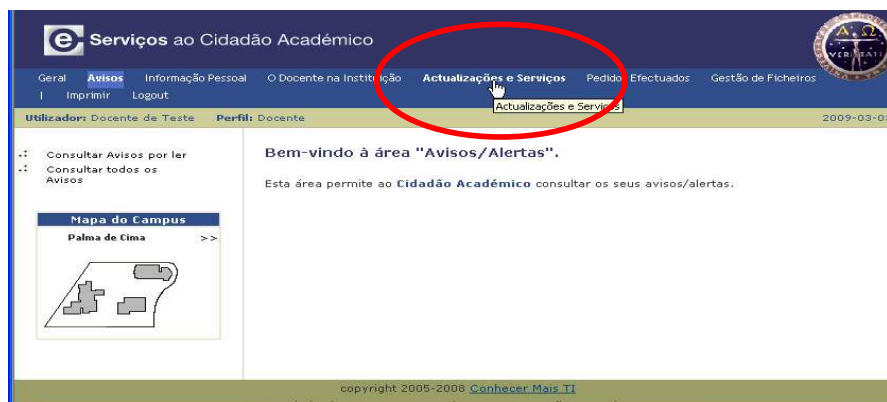 e Serviços ao Cidadão Académico
Geral Avisos Informação Pessoal O Docente na Instituição Actualizações e Serviços Pedidos Efectuados Gestão de Ficheiros
| Imprimir Logout
Actualizações e Serviços
Utilizador: Docente de Teste Perfil: Docente 2009-03-0
.: Consultar Avisos por ler
.: Consultar todos os
Avisos
Bem-vindo à área "Avisos/Alertas".
Esta área permite ao Cidadão Académico consultar os seus avisos/alertas.
Mapa do Campus
Palma de Cima >>
copyright 2005-2008 Conhecer Mais TI